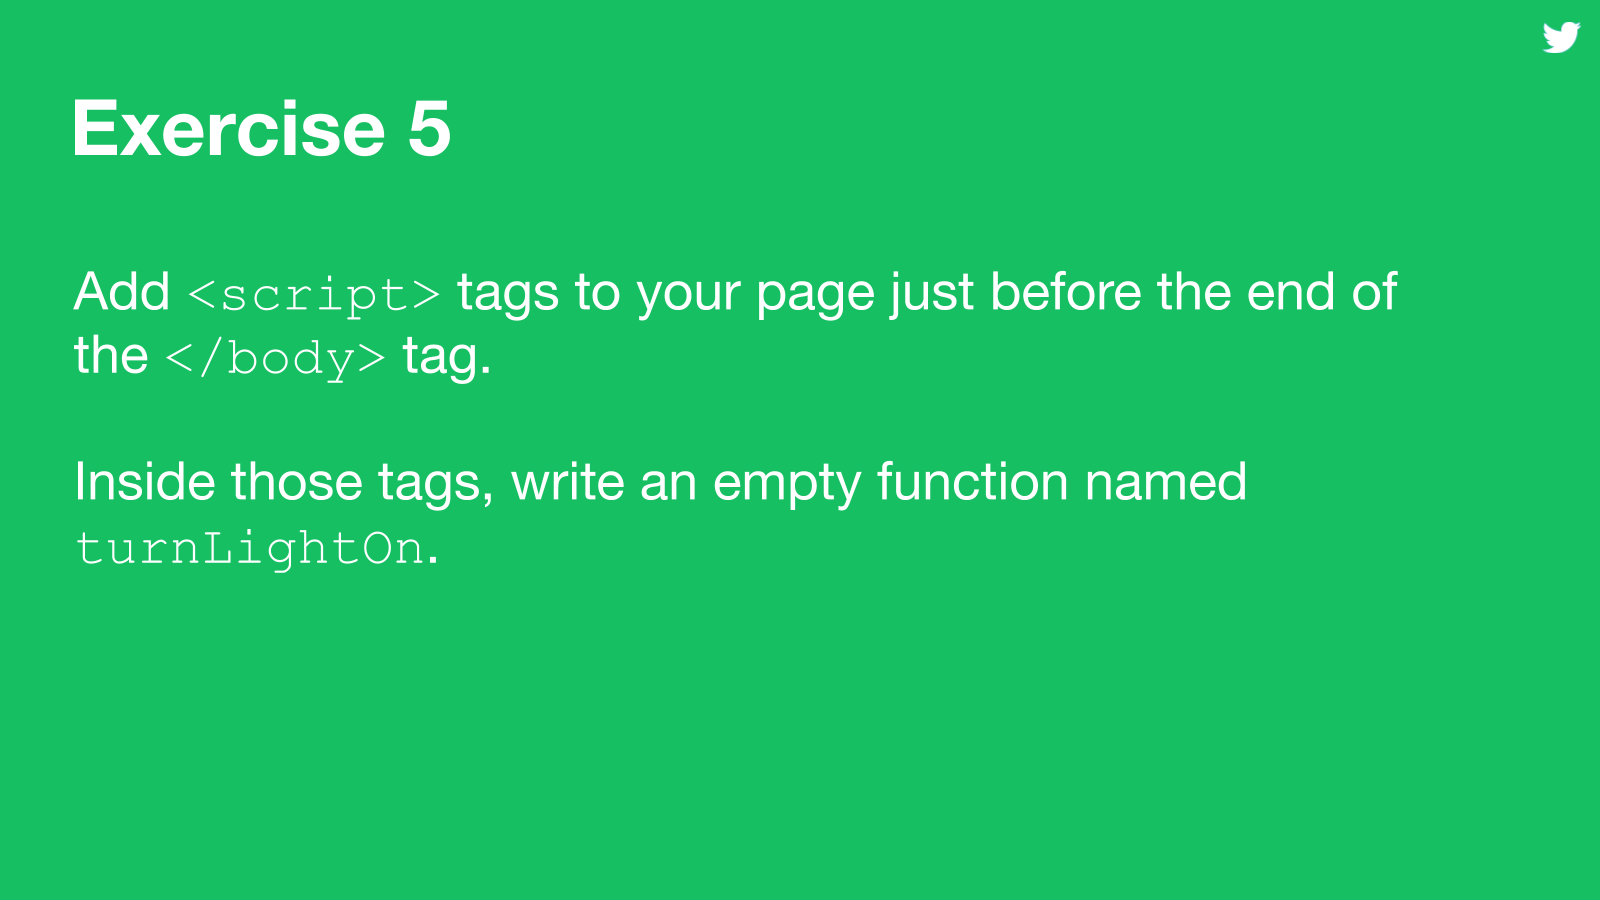 Exercise 5
Add <script> tags to your page just before the end of
the </body> tag.
Inside those tags, write an empty function named
turnLightOn.